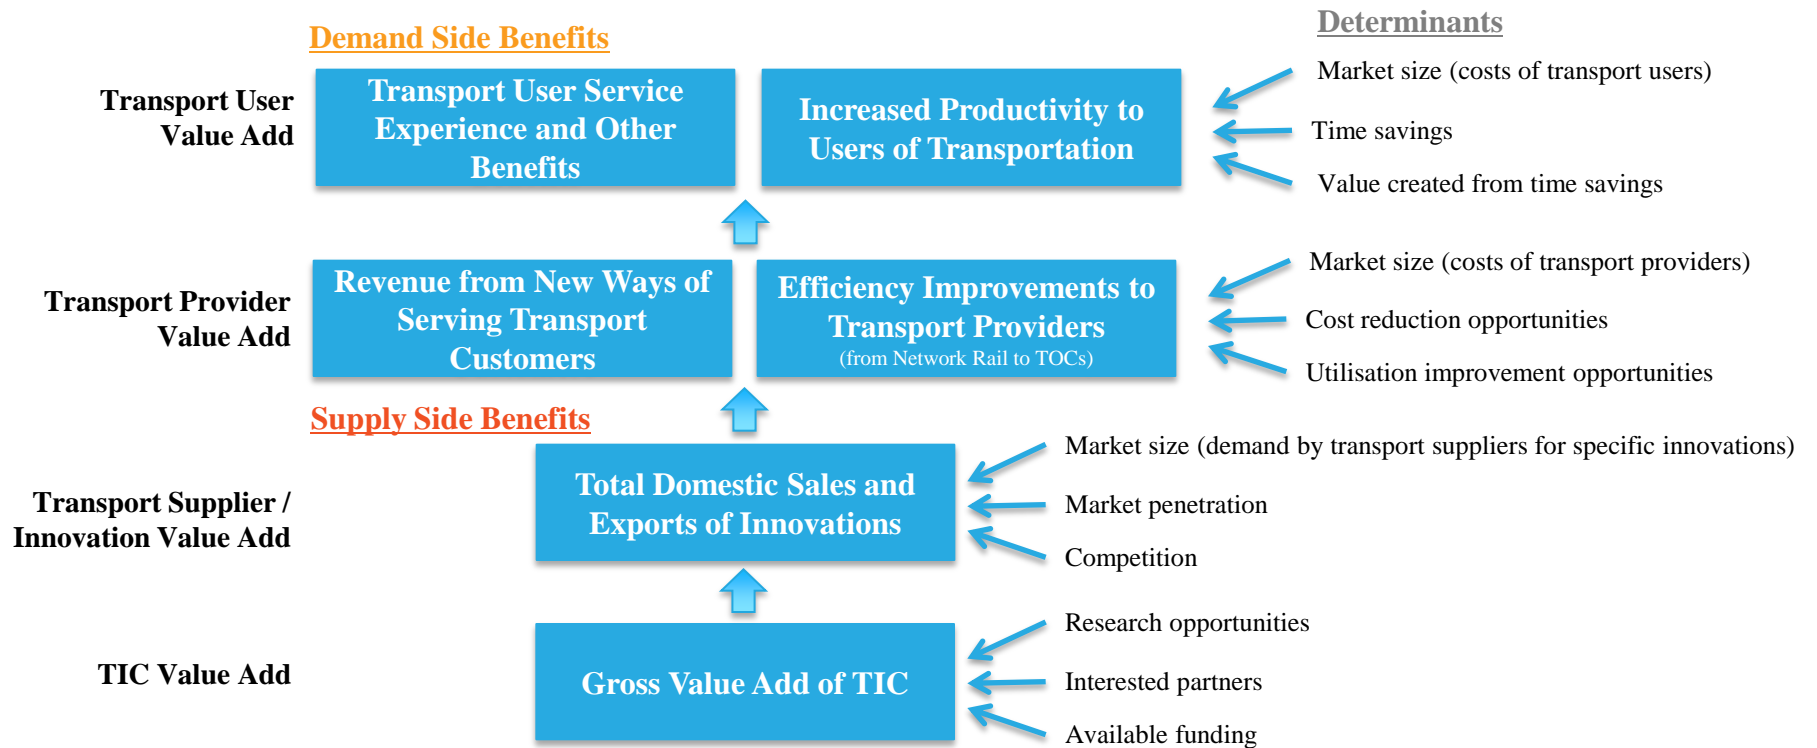 Demand Side Benefits
Determinants
Transport User
Value Add
Transport User Service
Experience and Other
Benefits
Increased Productivity to
Users of Transportation
Market size (costs of transport users)
Time savings
Value created from time savings
Transport Provider
Value Add
Revenue from New Ways of
Serving Transport
Customers
Efficiency Improvements to
Transport Providers
(from Network Rail to TOCs)
Market size (costs of transport providers)
Cost reduction opportunities
Utilisation improvement opportunities
Supply Side Benefits
Transport Supplier /
Innovation Value Add
Total Domestic Sales and
Exports of Innovations
Market size (demand by transport suppliers for specific innovations)
Market penetration
Competition
TIC Value Add
Gross Value Add of TIC
Research opportunities
Interested partners
Available funding